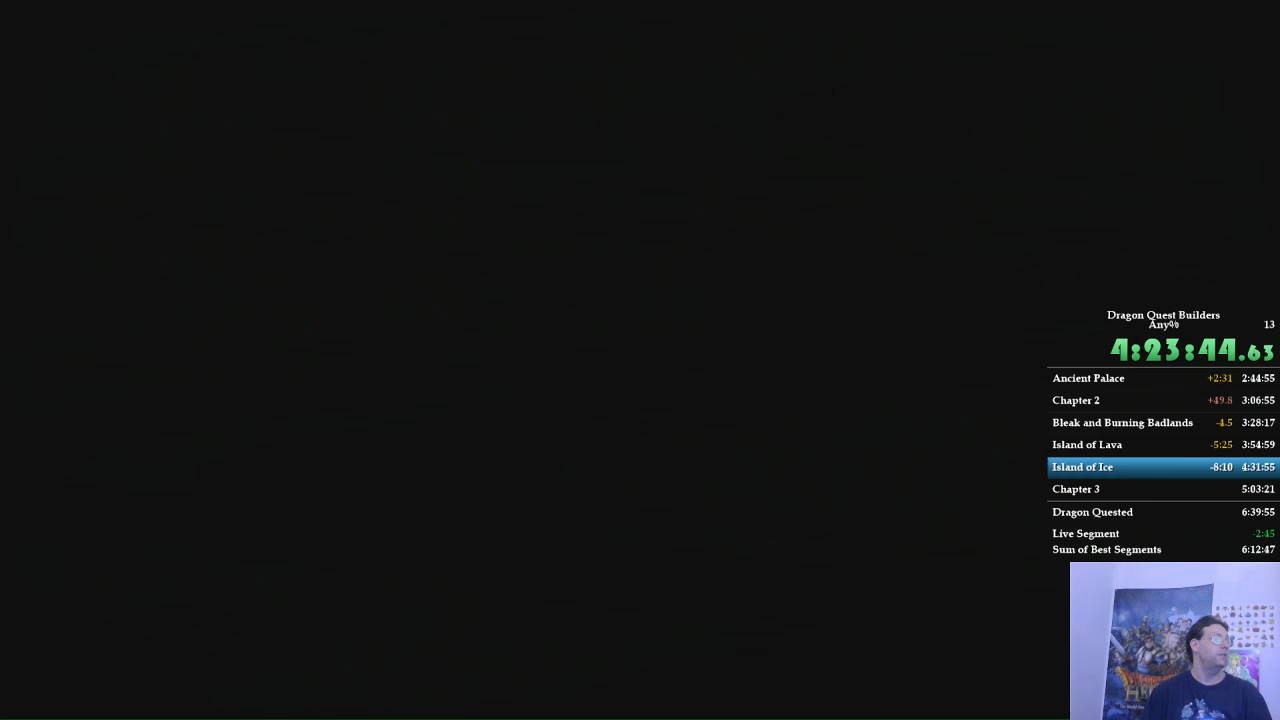 Dragon Quest Builders
Any% 13
4:23:44.63
Ancient Palace +2:31 2:44:55
Chapter 2 +49.8 3:06:55
Bleak and Burning Badlands -4.5 3:28:17
Island of Lava -5:25 3:54:59
Island of Ice -8:10 4:31:55
Chapter 3 5:03:21
Dragon Quested 6:39:55
Live Segment -2:45
Sum of Best Segments 6:12:47